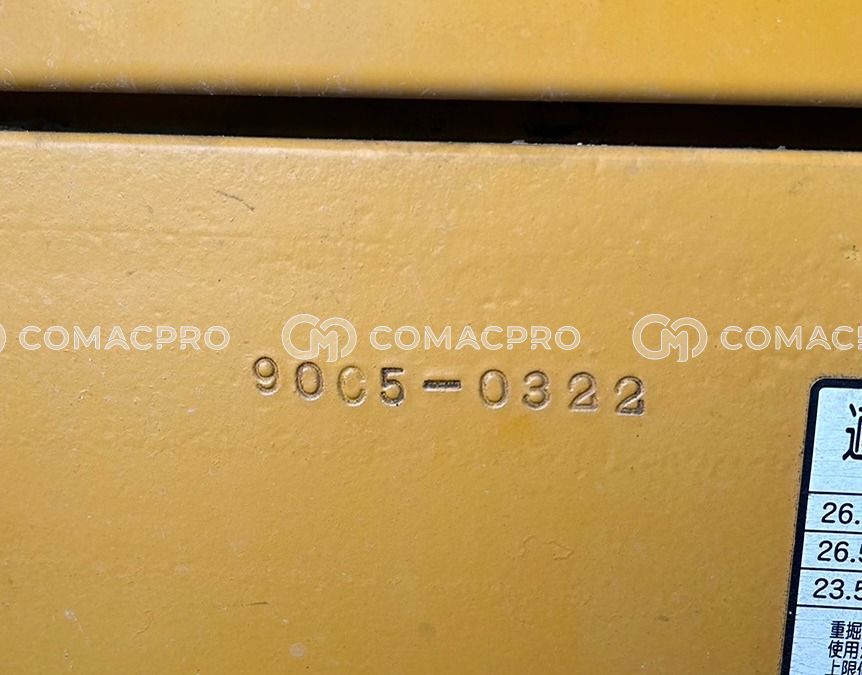 COMACPRO COMACPRO COMACPRO
90C5-0322
26.
26.5
23.5
重掘
使用
上限